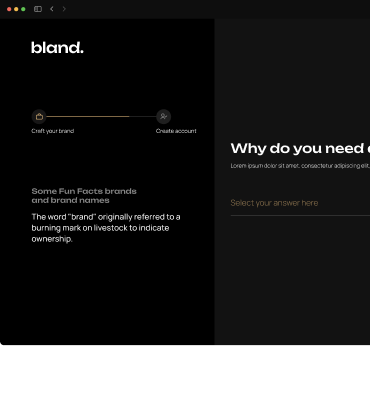 bland.
Craft your brand
Create account
Some Fun Facts brands
and brand names
The word "brand" originally referred to a
burning mark on livestock to indicate
ownership.
Why do you need
Lorem ipsum dolor sit amet, consectetur adipiscing elit.
Select your answer here